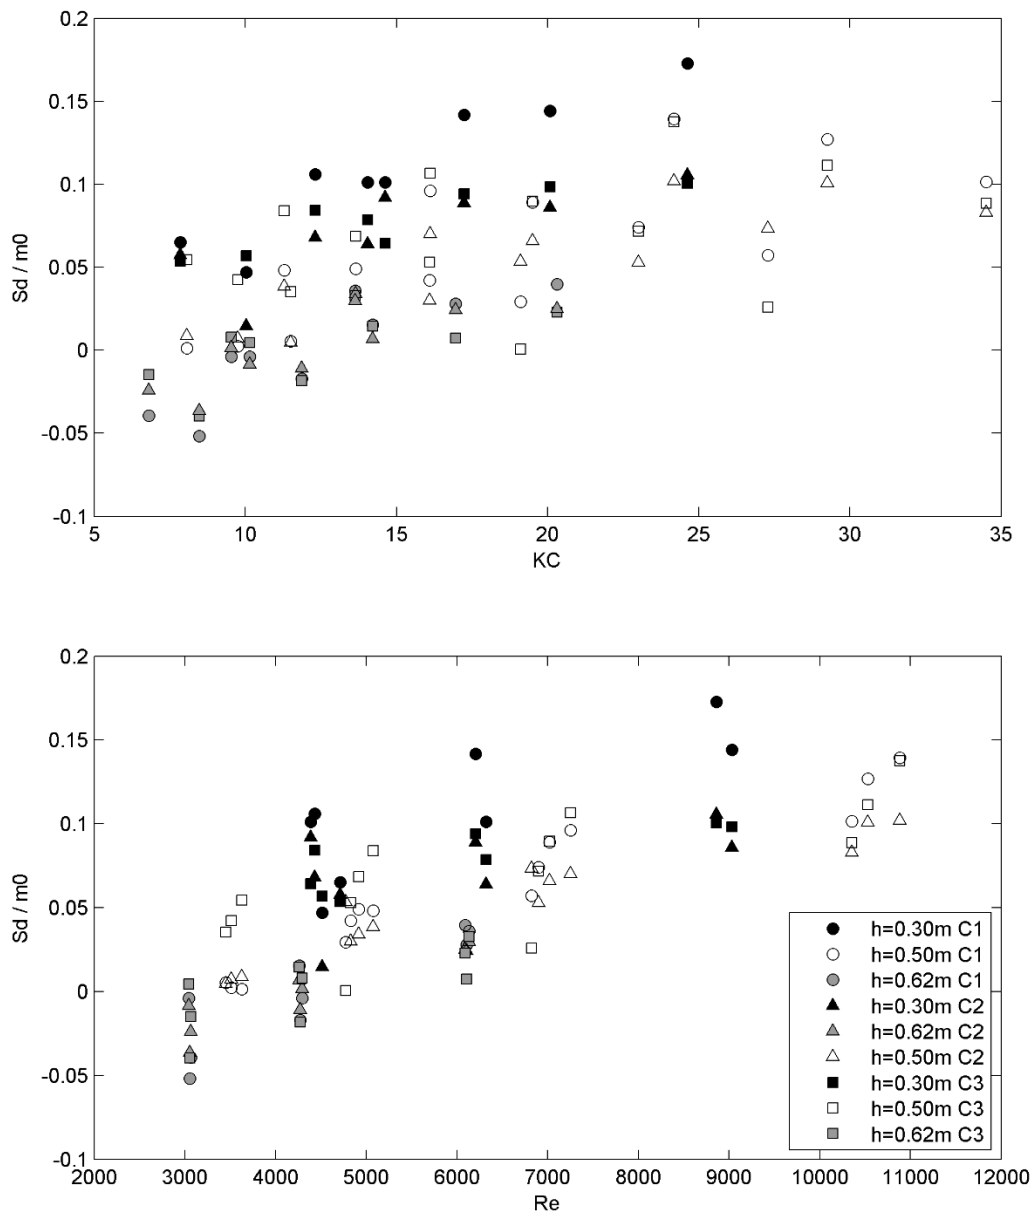 0.2
0.15
0.1
0.05
0
-0.05
-0.1
Sd / m0
5 10 15 20 25 30 35
KC
0.2
0.15
0.1
0.05
0
-0.05
-0.1
Sd / m0
h=0.30m C1
h=0.50m C1
h=0.62m C1
h=0.30m C2
h=0.62m C2
h=0.50m C2
h=0.30m C3
h=0.50m C3
h=0.62m C3
2000 3000 4000 5000 6000 7000 8000 9000 10000 11000 12000
Re